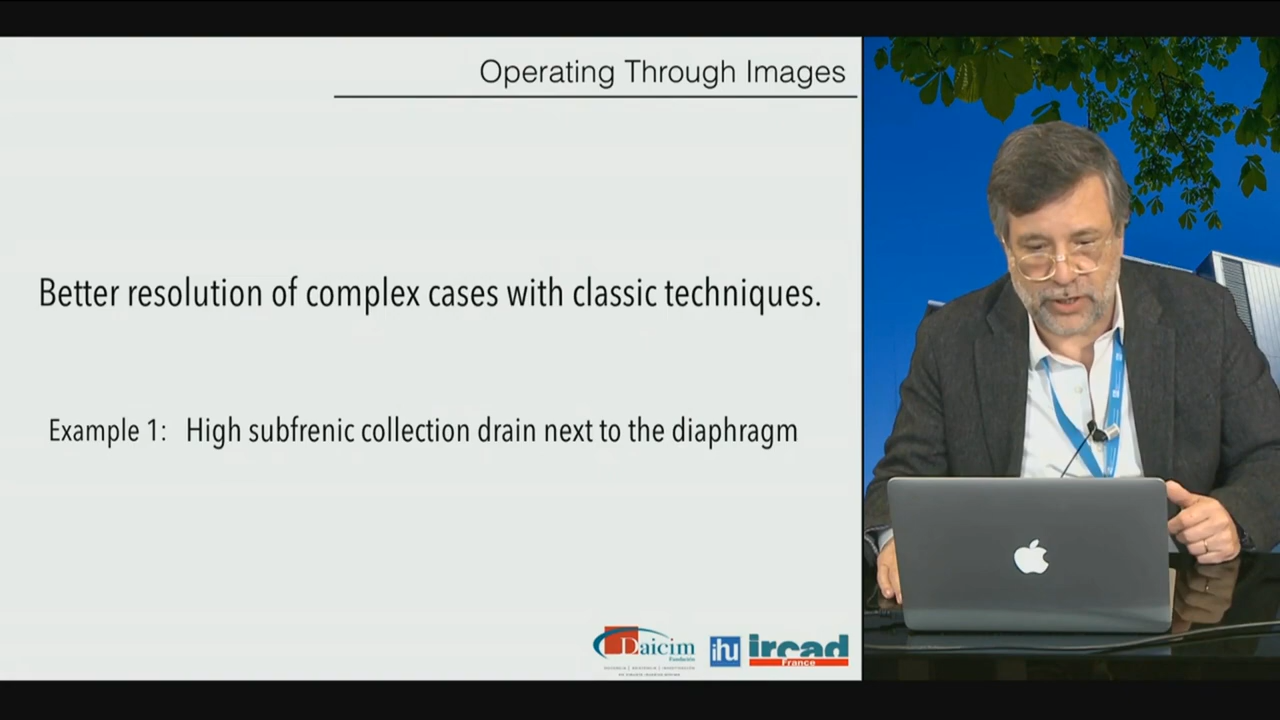 Operating Through Images
Better resolution of complex cases with classic techniques.
Example 1: High subfrenic collection drain next to the diaphragm
Daicim
Fundación
ihu
ircad
France